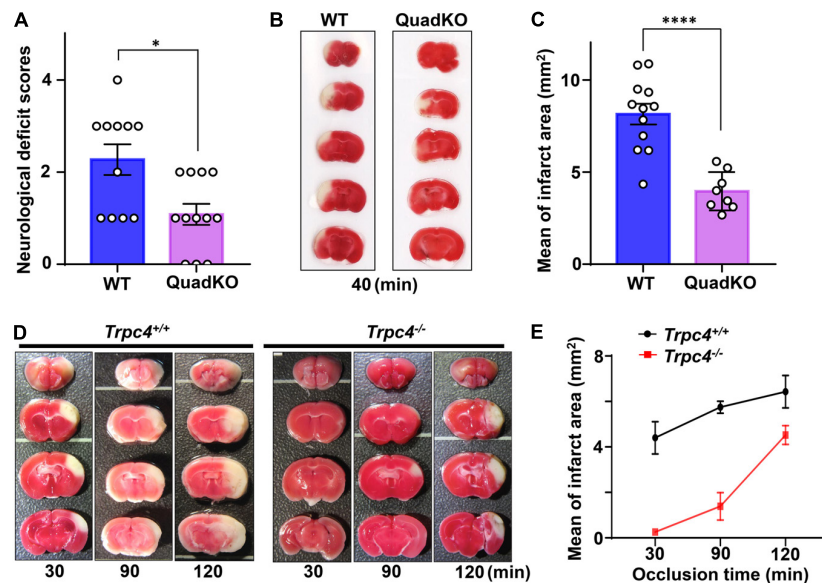 A
Neurological deficit scores
4
2
0
*
WT
QuadKO
B
WT
QuadKO
40 (min)
C
Mean of infarct area (mm²)
10
5
0
****
WT
QuadKO
D
Trpc4+/+
Trpc4-/-
30
90
120
30
90
120 (min)
E
Trpc4+/+
Trpc4-/-
Mean of infarct area (mm²)
8
4
0
30
90
120
Occlusion time (min)